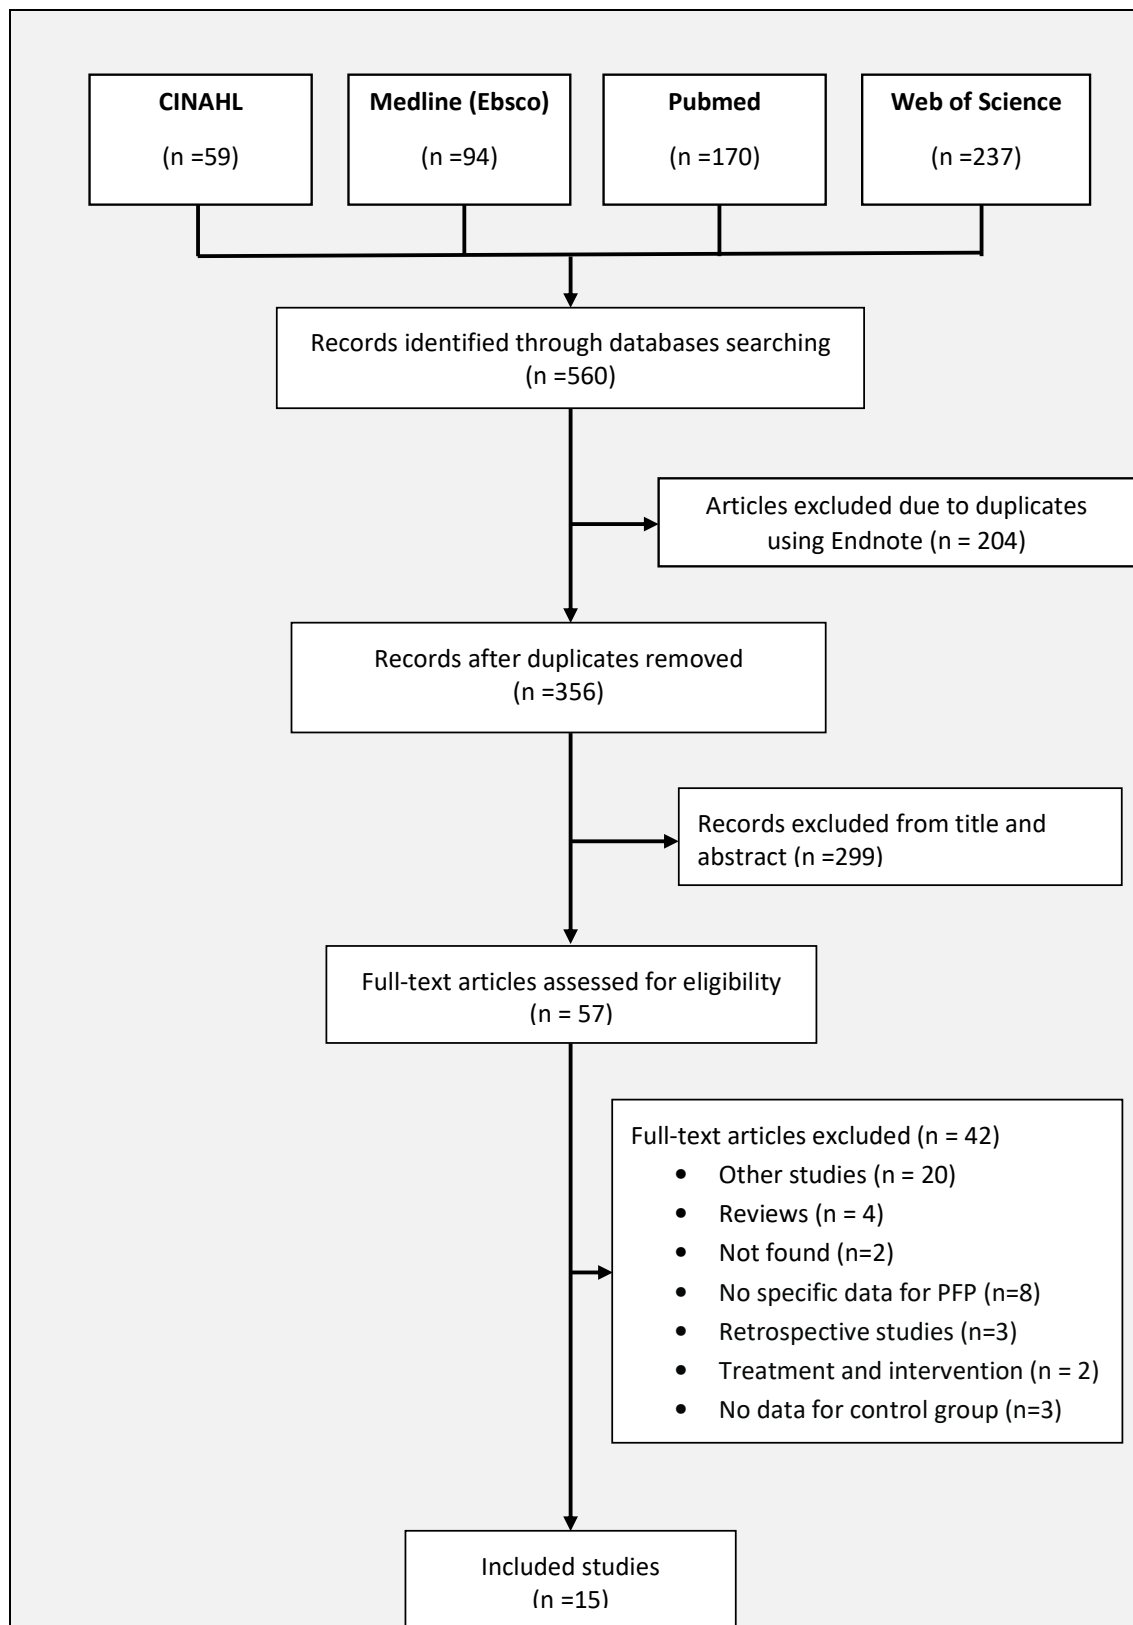 CINAHL
(n =59)
Medline (Ebsco)
(n =94)
Pubmed
(n =170)
Web of Science
(n =237)
Records identified through databases searching
(n =560)
Articles excluded due to duplicates
using Endnote (n = 204)
Records after duplicates removed
(n =356)
Records excluded from title and
abstract (n =299)
Full-text articles assessed for eligibility
(n = 57)
Full-text articles excluded (n = 42)
• Other studies (n = 20)
• Reviews (n = 4)
• Not found (n=2)
• No specific data for PFP (n=8)
• Retrospective studies (n=3)
• Treatment and intervention (n = 2)
• No data for control group (n=3)
Included studies
(n =15)